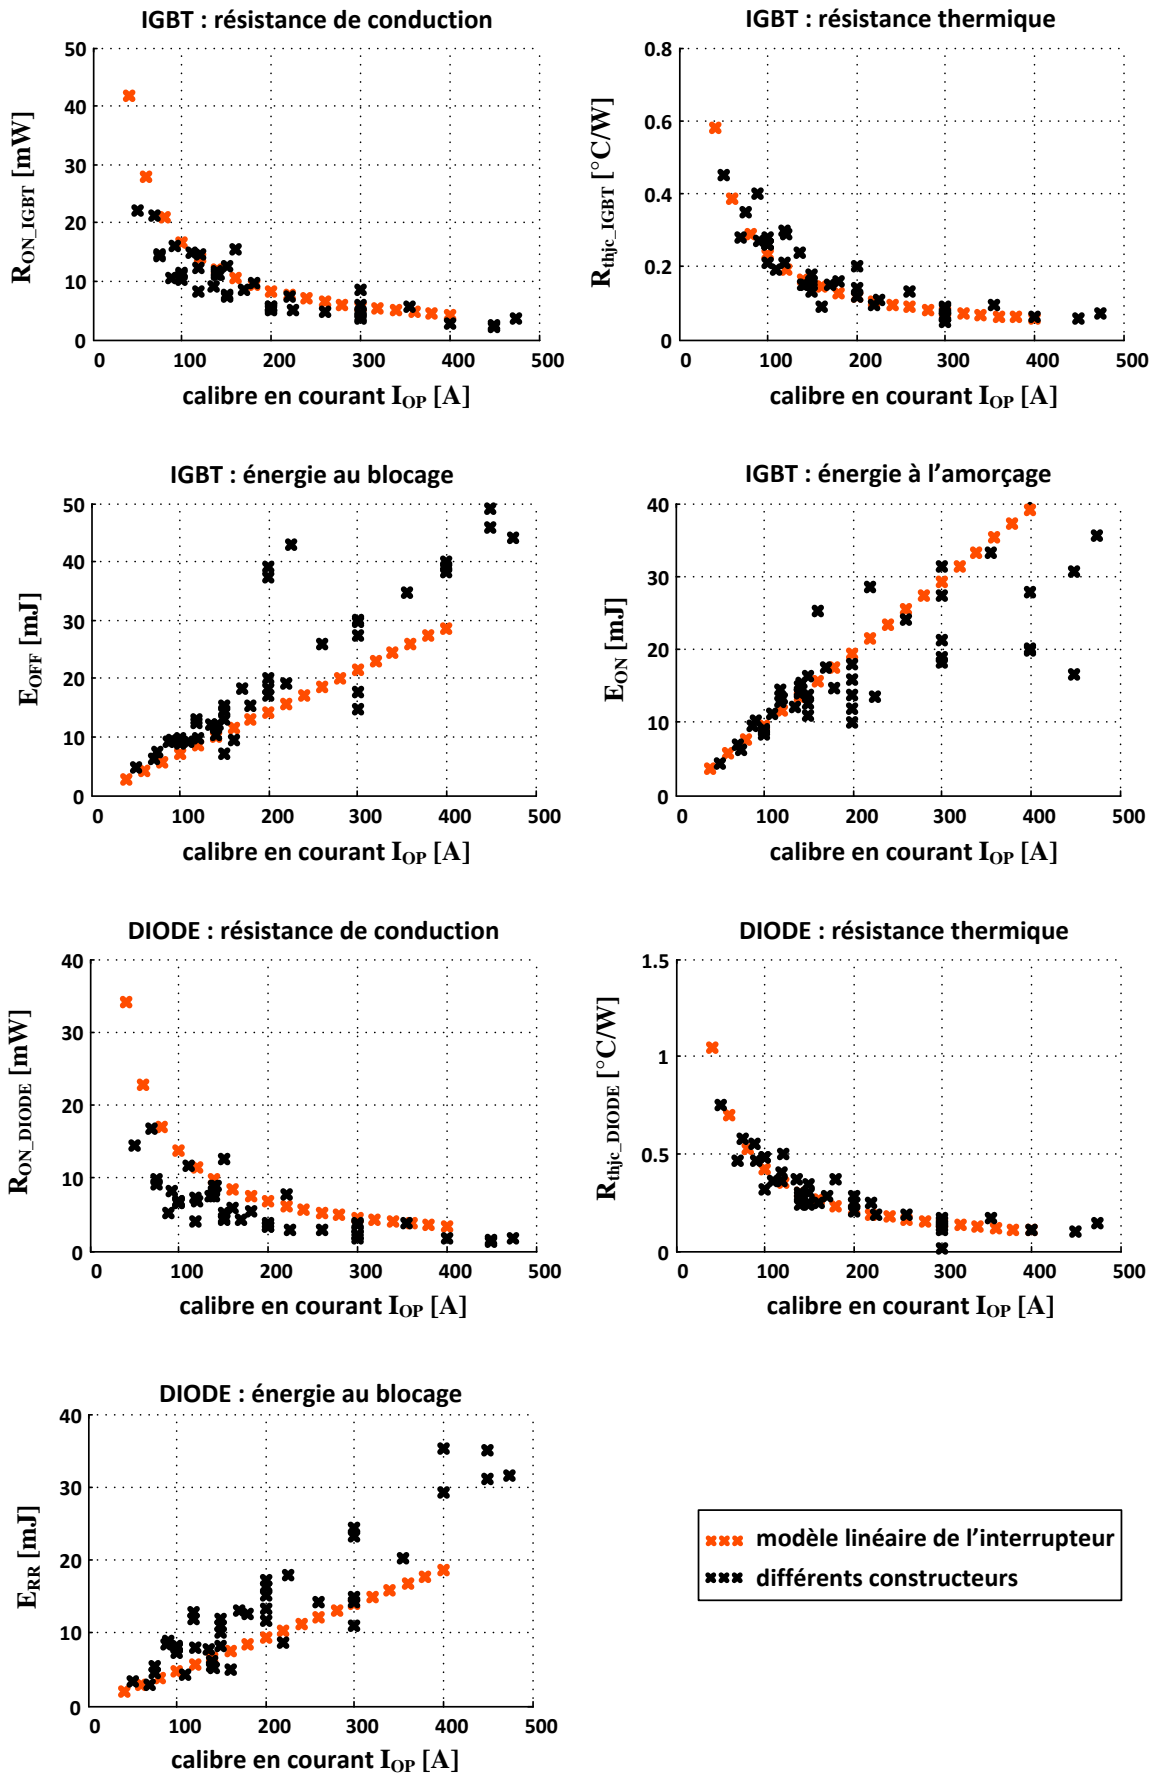 IGBT : résistance de conduction
50
40
30
20
10
0
R_ON_IGBT [mW]
0 100 200 300 400 500
calibre en courant I_OP [A]
IGBT : résistance thermique
0.8
0.6
0.4
0.2
0
R_thjc_IGBT [°C/W]
0 100 200 300 400 500
calibre en courant I_OP [A]
IGBT : énergie au blocage
50
40
30
20
10
0
E_OFF [mJ]
0 100 200 300 400 500
calibre en courant I_OP [A]
IGBT : énergie à l’amorçage
40
30
20
10
0
E_ON [mJ]
0 100 200 300 400 500
calibre en courant I_OP [A]
DIODE : résistance de conduction
40
30
20
10
0
R_ON_DIODE [mW]
0 100 200 300 400 500
calibre en courant I_OP [A]
DIODE : résistance thermique
1.5
1
0.5
0
R_thjc_DIODE [°C/W]
0 100 200 300 400 500
calibre en courant I_OP [A]
DIODE : énergie au blocage
40
30
20
10
0
E_RR [mJ]
0 100 200 300 400 500
calibre en courant I_OP [A]
modèle linéaire de l’interrupteur
différents constructeurs